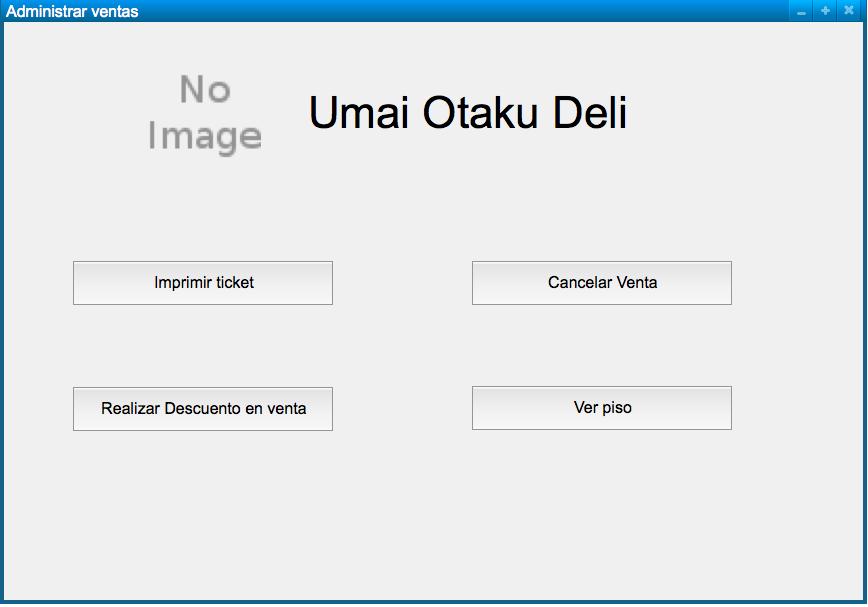 Administrar ventas
No
Image
Umai Otaku Deli
Imprimir ticket
Cancelar Venta
Realizar Descuento en venta
Ver piso